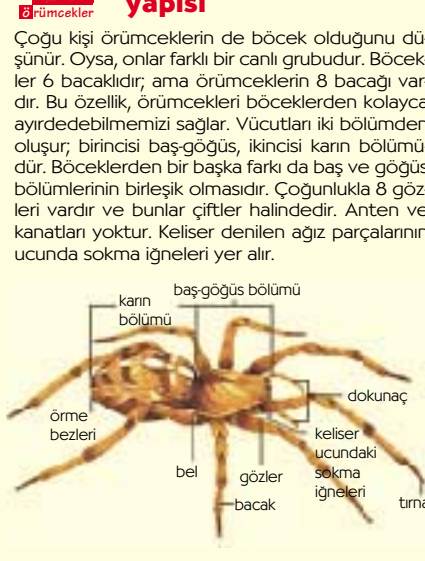 yapısı
örümcekler
Çoğu kişi örümceklerin de böcek olduğunu dü-
şünür. Oysa, onlar farklı bir canlı grubudur. Böcek-
ler 6 bacaklıdır; ama örümceklerin 8 bacağı var-
dır. Bu özellik, örümcekleri böceklerden kolayca
ayırdedebilmemizi sağlar. Vücutları iki bölümden
oluşur; birincisi baş-göğüs, ikincisi karın bölümü-
dür. Böceklerden bir başka farkı da baş ve göğüs
bölümlerinin birleşik olmasıdır. Çoğunlukla 8 göz-
leri vardır ve bunlar çiftler halindedir. Anten ve
kanatları yoktur. Keliser denilen ağız parçalarının
ucunda sokma iğneleri yer alır.
baş-göğüs bölümü
karın
bölümü
dokunaç
örme
bezleri
keliser
ucundaki
sokma
iğneleri
bel
gözler
bacak
tırna